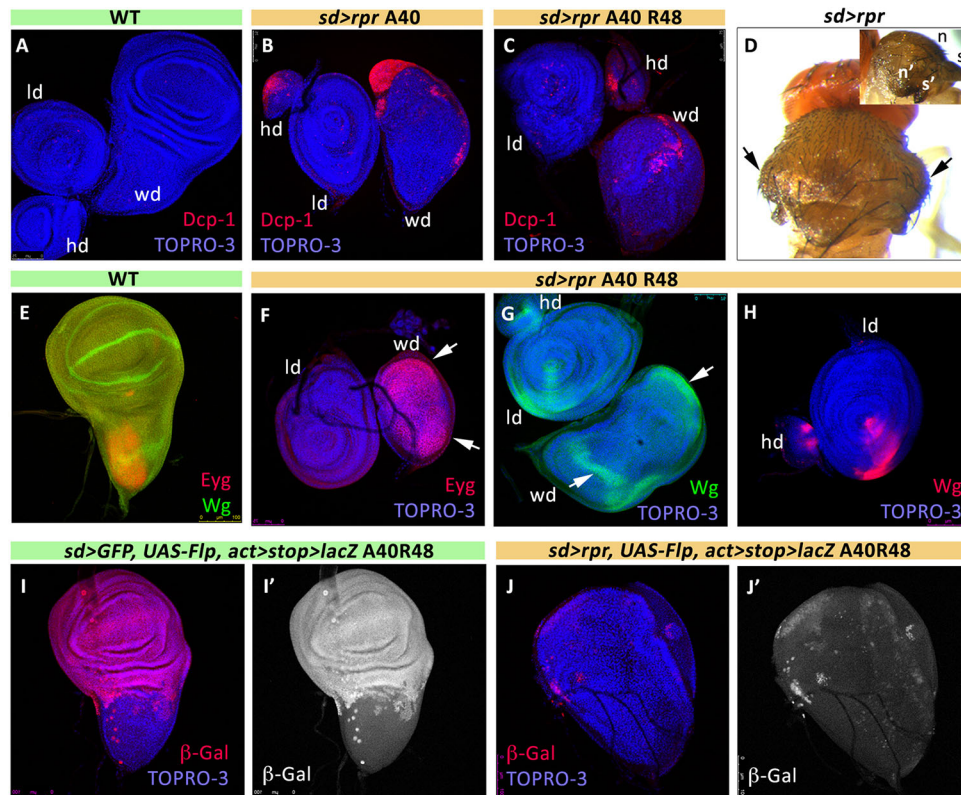 WT
sd>rpr A40
sd>rpr A40 R48
sd>rpr
A
ld
wd
hd
Dcp-1
TOPRO-3
B
hd
ld
wd
Dcp-1
TOPRO-3
C
hd
wd
ld
Dcp-1
TOPRO-3
D
n
s
n'
s'
WT
sd>rpr A40 R48
E
Eyg
Wg
F
ld
wd
Eyg
TOPRO-3
G
hd
ld
wd
Wg
TOPRO-3
H
ld
hd
Wg
TOPRO-3
sd>GFP, UAS-Flp, act>stop>lacZ A40R48
sd>rpr, UAS-Flp, act>stop>lacZ A40R48
I
β-Gal
TOPRO-3
I'
β-Gal
J
β-Gal
TOPRO-3
J'
β-Gal